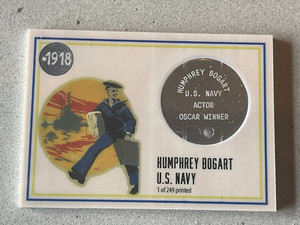 1918
HUMPHREY BOGART
U.S. NAVY
ACTOR
OSCAR WINNER
HUMPHREY BOGART
U.S. NAVY
1 of 249 printed